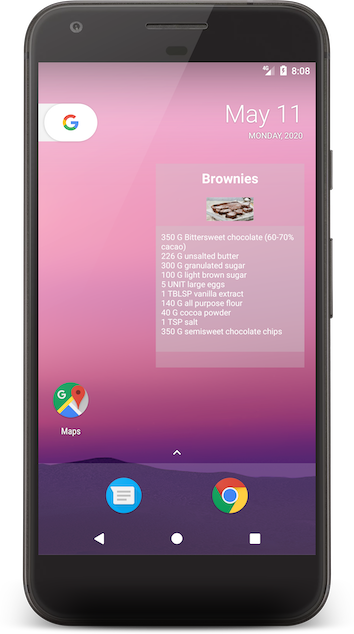 8:08
May 11
MONDAY, 2020
Brownies
350 G Bittersweet chocolate (60-70%
cacao)
226 G unsalted butter
300 G granulated sugar
100 G light brown sugar
5 UNIT large eggs
1 TBLSP vanilla extract
140 G all purpose flour
40 G cocoa powder
1 TSP salt
350 G semisweet chocolate chips
Maps